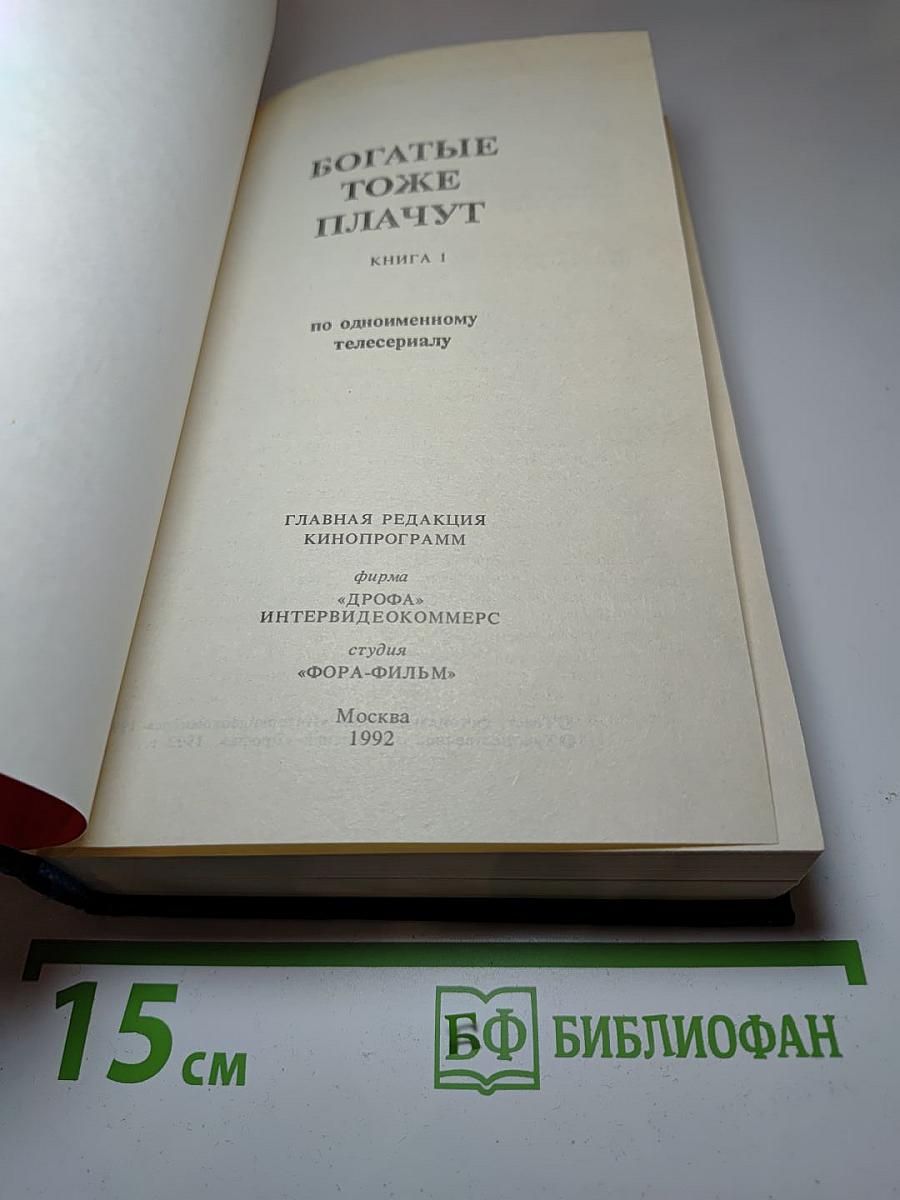 БОГАТЫЕ
ТОЖЕ
ПЛАЧУТ
КНИГА 1
по одноименному
телесериалу
ГЛАВНАЯ РЕДАКЦИЯ
КИНОПРОГРАММ
фирма
«ДРОФА»
ИНТЕРВИДЕОКОММЕРС
студия
«ФОРА-ФИЛЬМ»
Москва
1992
15 см
БФ БИБЛИОФАН